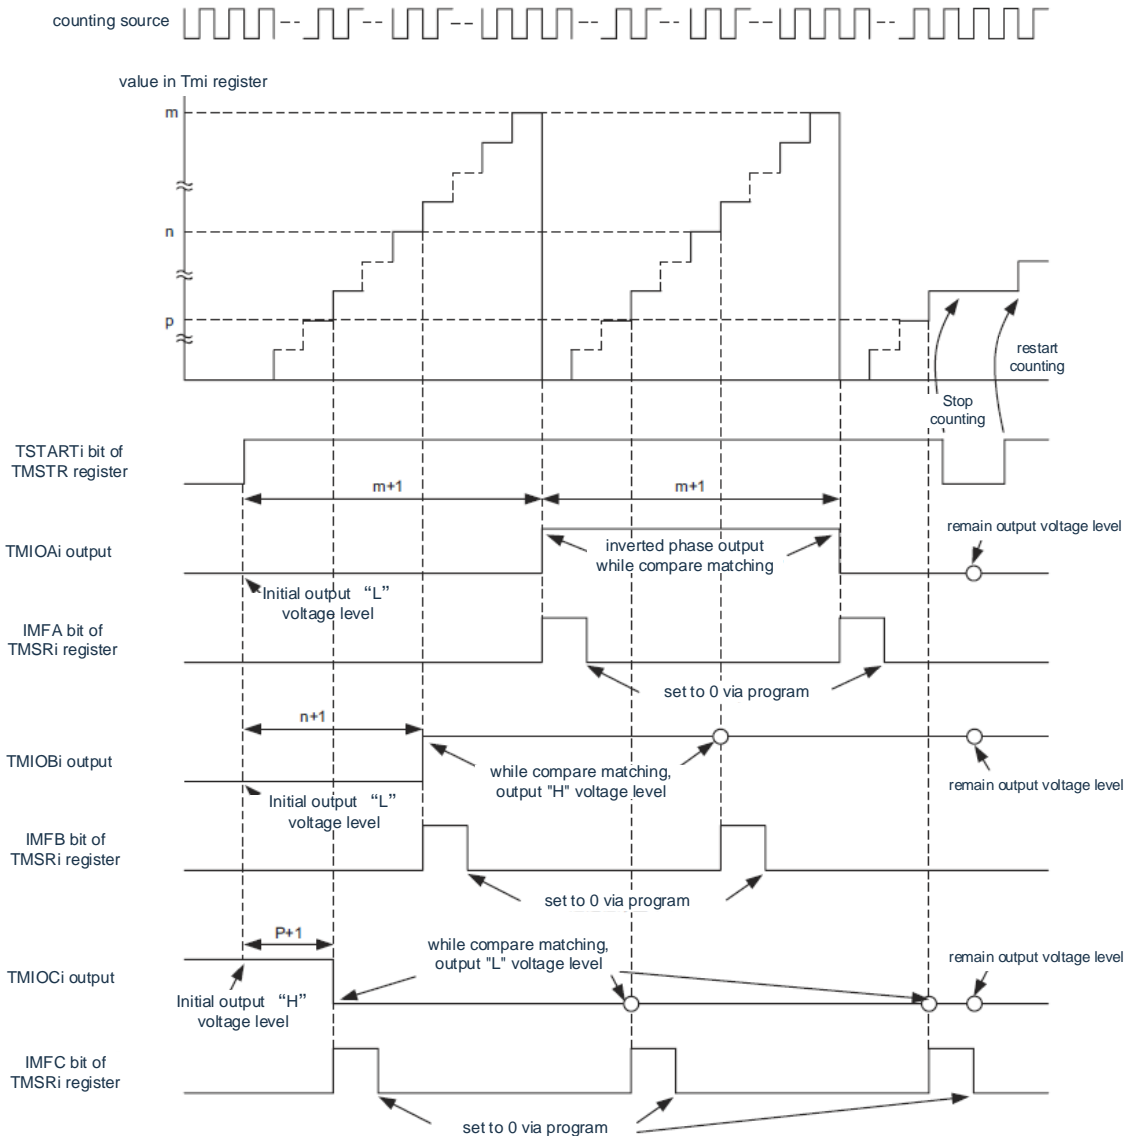 counting source
value in Tmi register
m
n
p
restart
counting
Stop
counting
TSTARTi bit of
TMSTR register
m+1
m+1
TMIOAi output
inverted phase output
while compare matching
remain output voltage level
Initial output “L”
voltage level
IMFA bit of
TMSRi register
set to 0 via program
n+1
TMIOBi output
while compare matching,
output "H" voltage level
remain output voltage level
Initial output “L”
voltage level
IMFB bit of
TMSRi register
set to 0 via program
P+1
while compare matching,
output "L" voltage level
remain output voltage level
TMIOCi output
Initial output “H”
voltage level
IMFC bit of
TMSRi register
set to 0 via program